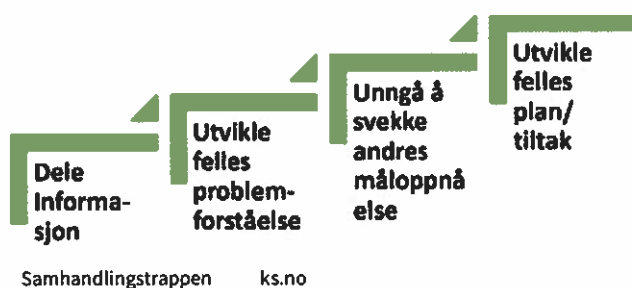 Dele
Informa-
sjon
Utvikle
felles
problem-
forståelse
Unngå å
svekke
andres
måloppnå
else
Utvikle
felles
plan/
tiltak
Samhandlingstrappen ks.no